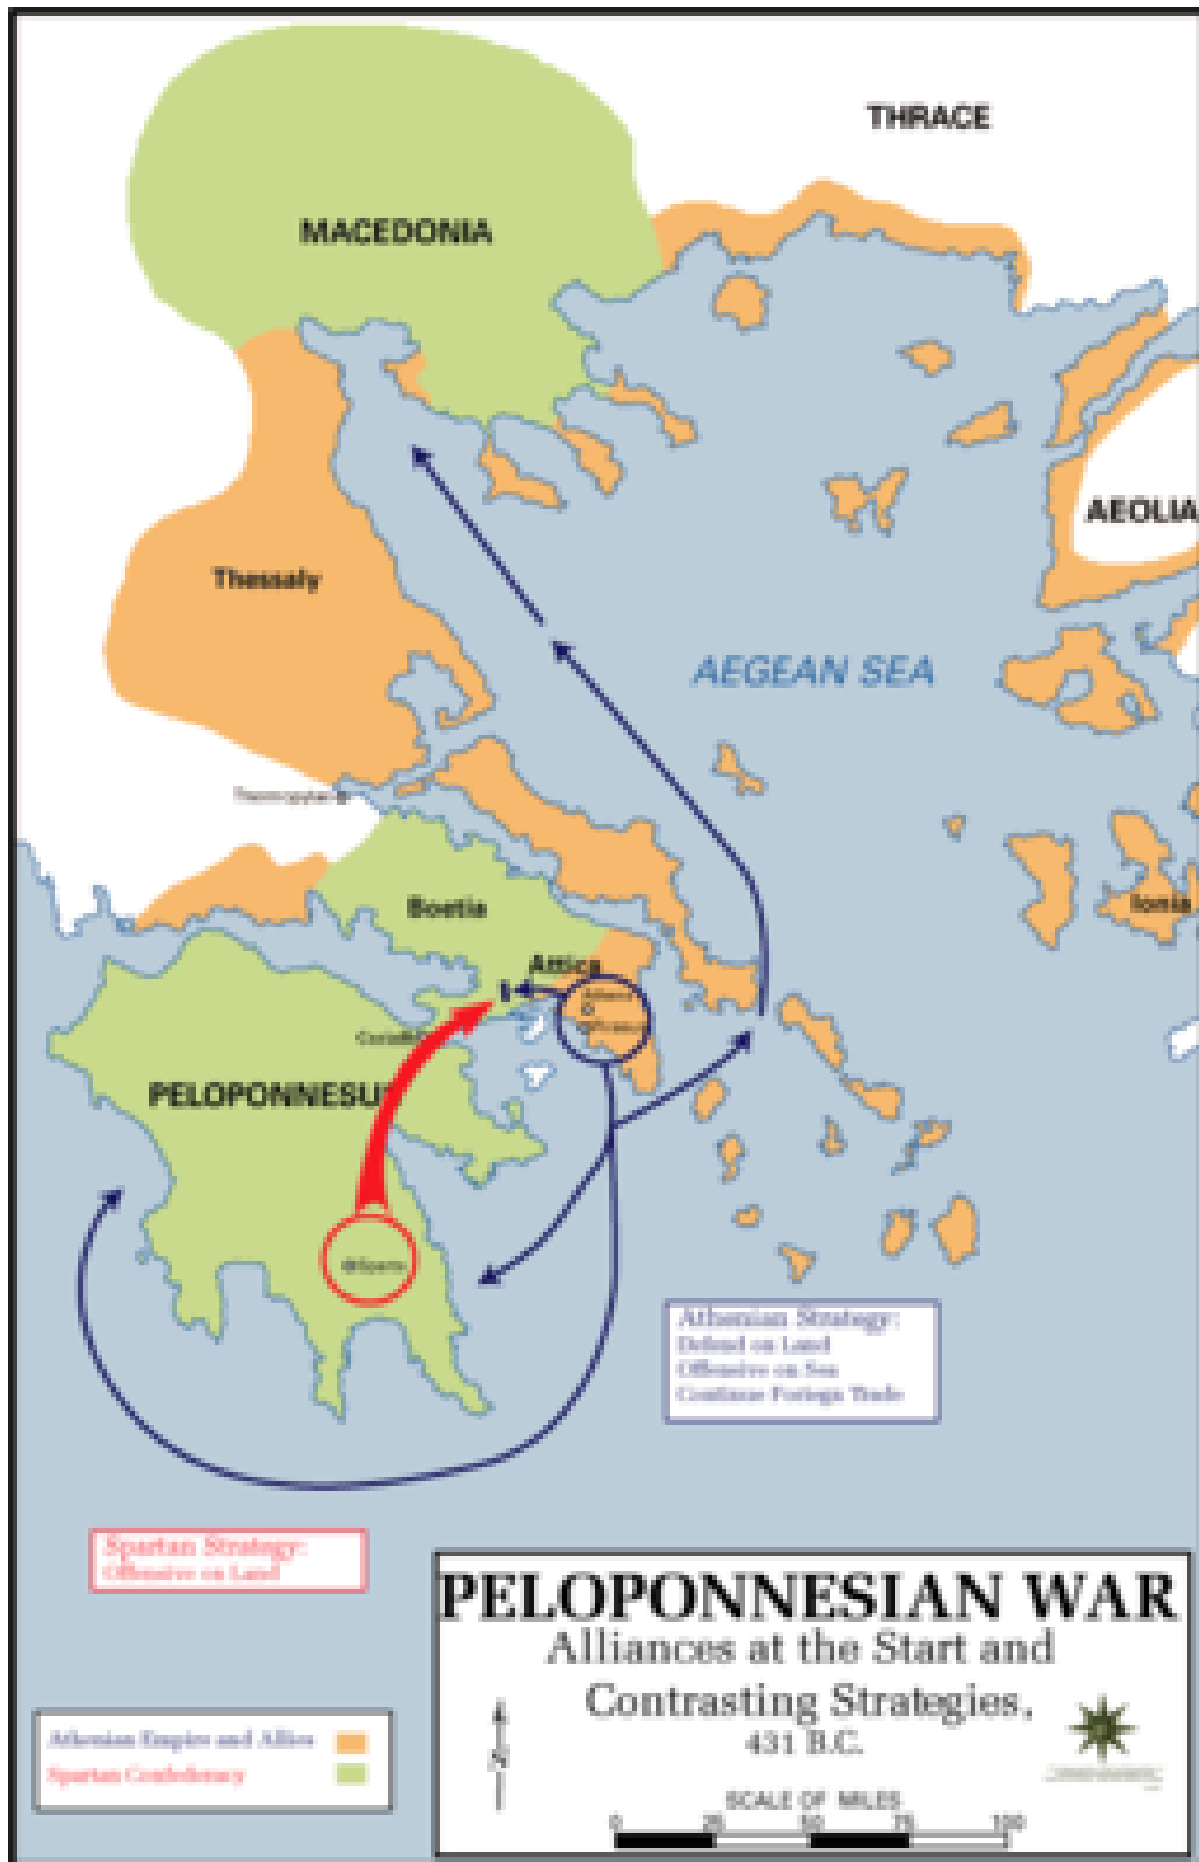 THRACE
MACEDONIA
AEOLIA
Thessaly
AEGEAN SEA
Boetia
Ionia
Attica
PELOPONNESUS
Athenian Strategy:
Defend on Land
Offensive on Sea
Continue Foriegn Trade
Spartan Strategy:
Offensive on Land
PELOPONNESIAN WAR
Alliances at the Start and
Contrasting Strategies,
431 B.C.
N
SCALE OF MILES
0 25 50 75 100
Athenian Empire and Allies
Spartan Confederacy